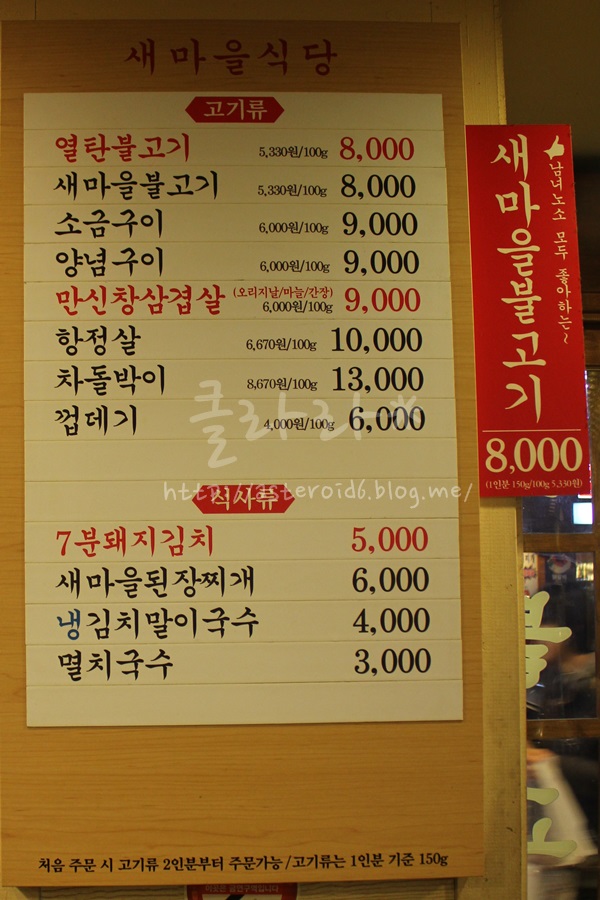 새마을식당
고기류
열탄불고기 5,330원/100g 8,000
새마을불고기 5,330원/100g 8,000
소금구이 6,000원/100g 9,000
양념구이 6,000원/100g 9,000
만신창삼겹살 (오리지날/마늘/간장) 6,000원/100g 9,000
항정살 6,670원/100g 10,000
차돌박이 8,670원/100g 13,000
껍데기 4,000원/100g 6,000
클라라*
http://asteroid6.blog.me/
식사류
7분돼지김치 5,000
새마을된장찌개 6,000
냉김치말이국수 4,000
멸치국수 3,000
처음 주문 시 고기류 2인분부터 주문가능/고기류는 1인분 기준 150g
남녀노소 모두 좋아하는~
새마을불고기
8,000
(1인분 150g/100g 5,330원)
불